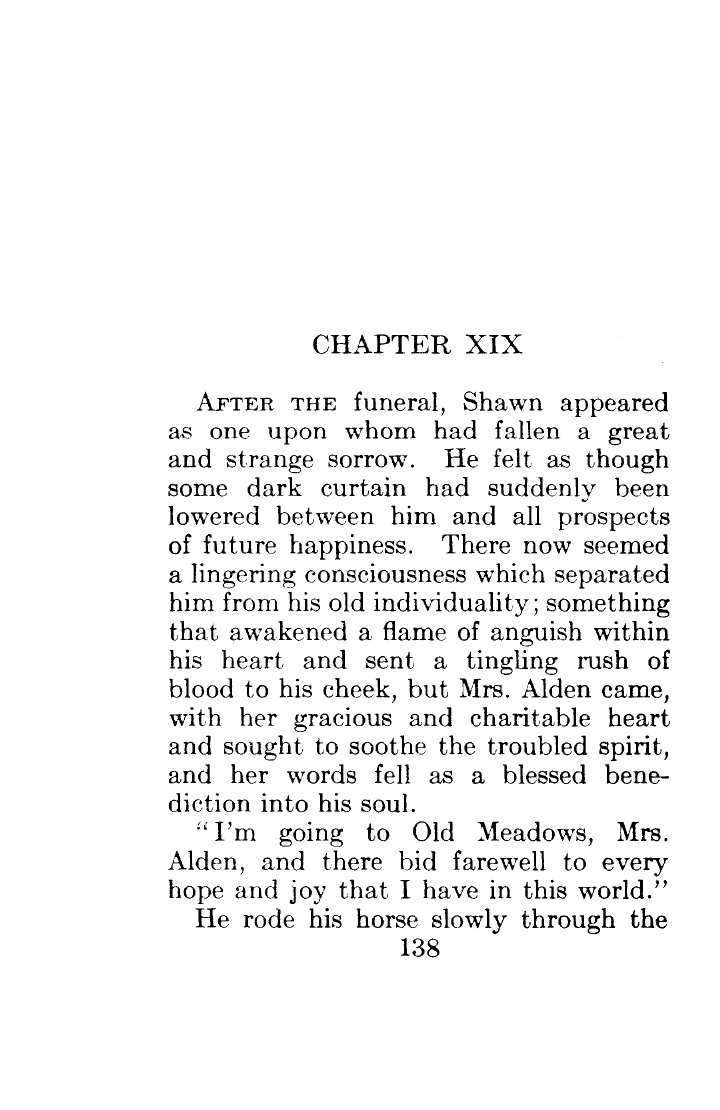 CHAPTER XIX
AFTER THE funeral, Shawn appeared
as one upon whom had fallen a great
and strange sorrow. He felt as though
some dark curtain had suddenly been
lowered between him and all prospects
of future happiness. There now seemed
a lingering consciousness which separated
him from his old individuality; something
that awakened a flame of anguish within
his heart and sent a tingling rush of
blood to his cheek, but Mrs. Alden came,
with her gracious and charitable heart
and sought to soothe the troubled spirit,
and her words fell as a blessed bene-
diction into his soul.
"I'm going to Old Meadows, Mrs.
Alden, and there bid farewell to every
hope and joy that I have in this world."
He rode his horse slowly through the
138